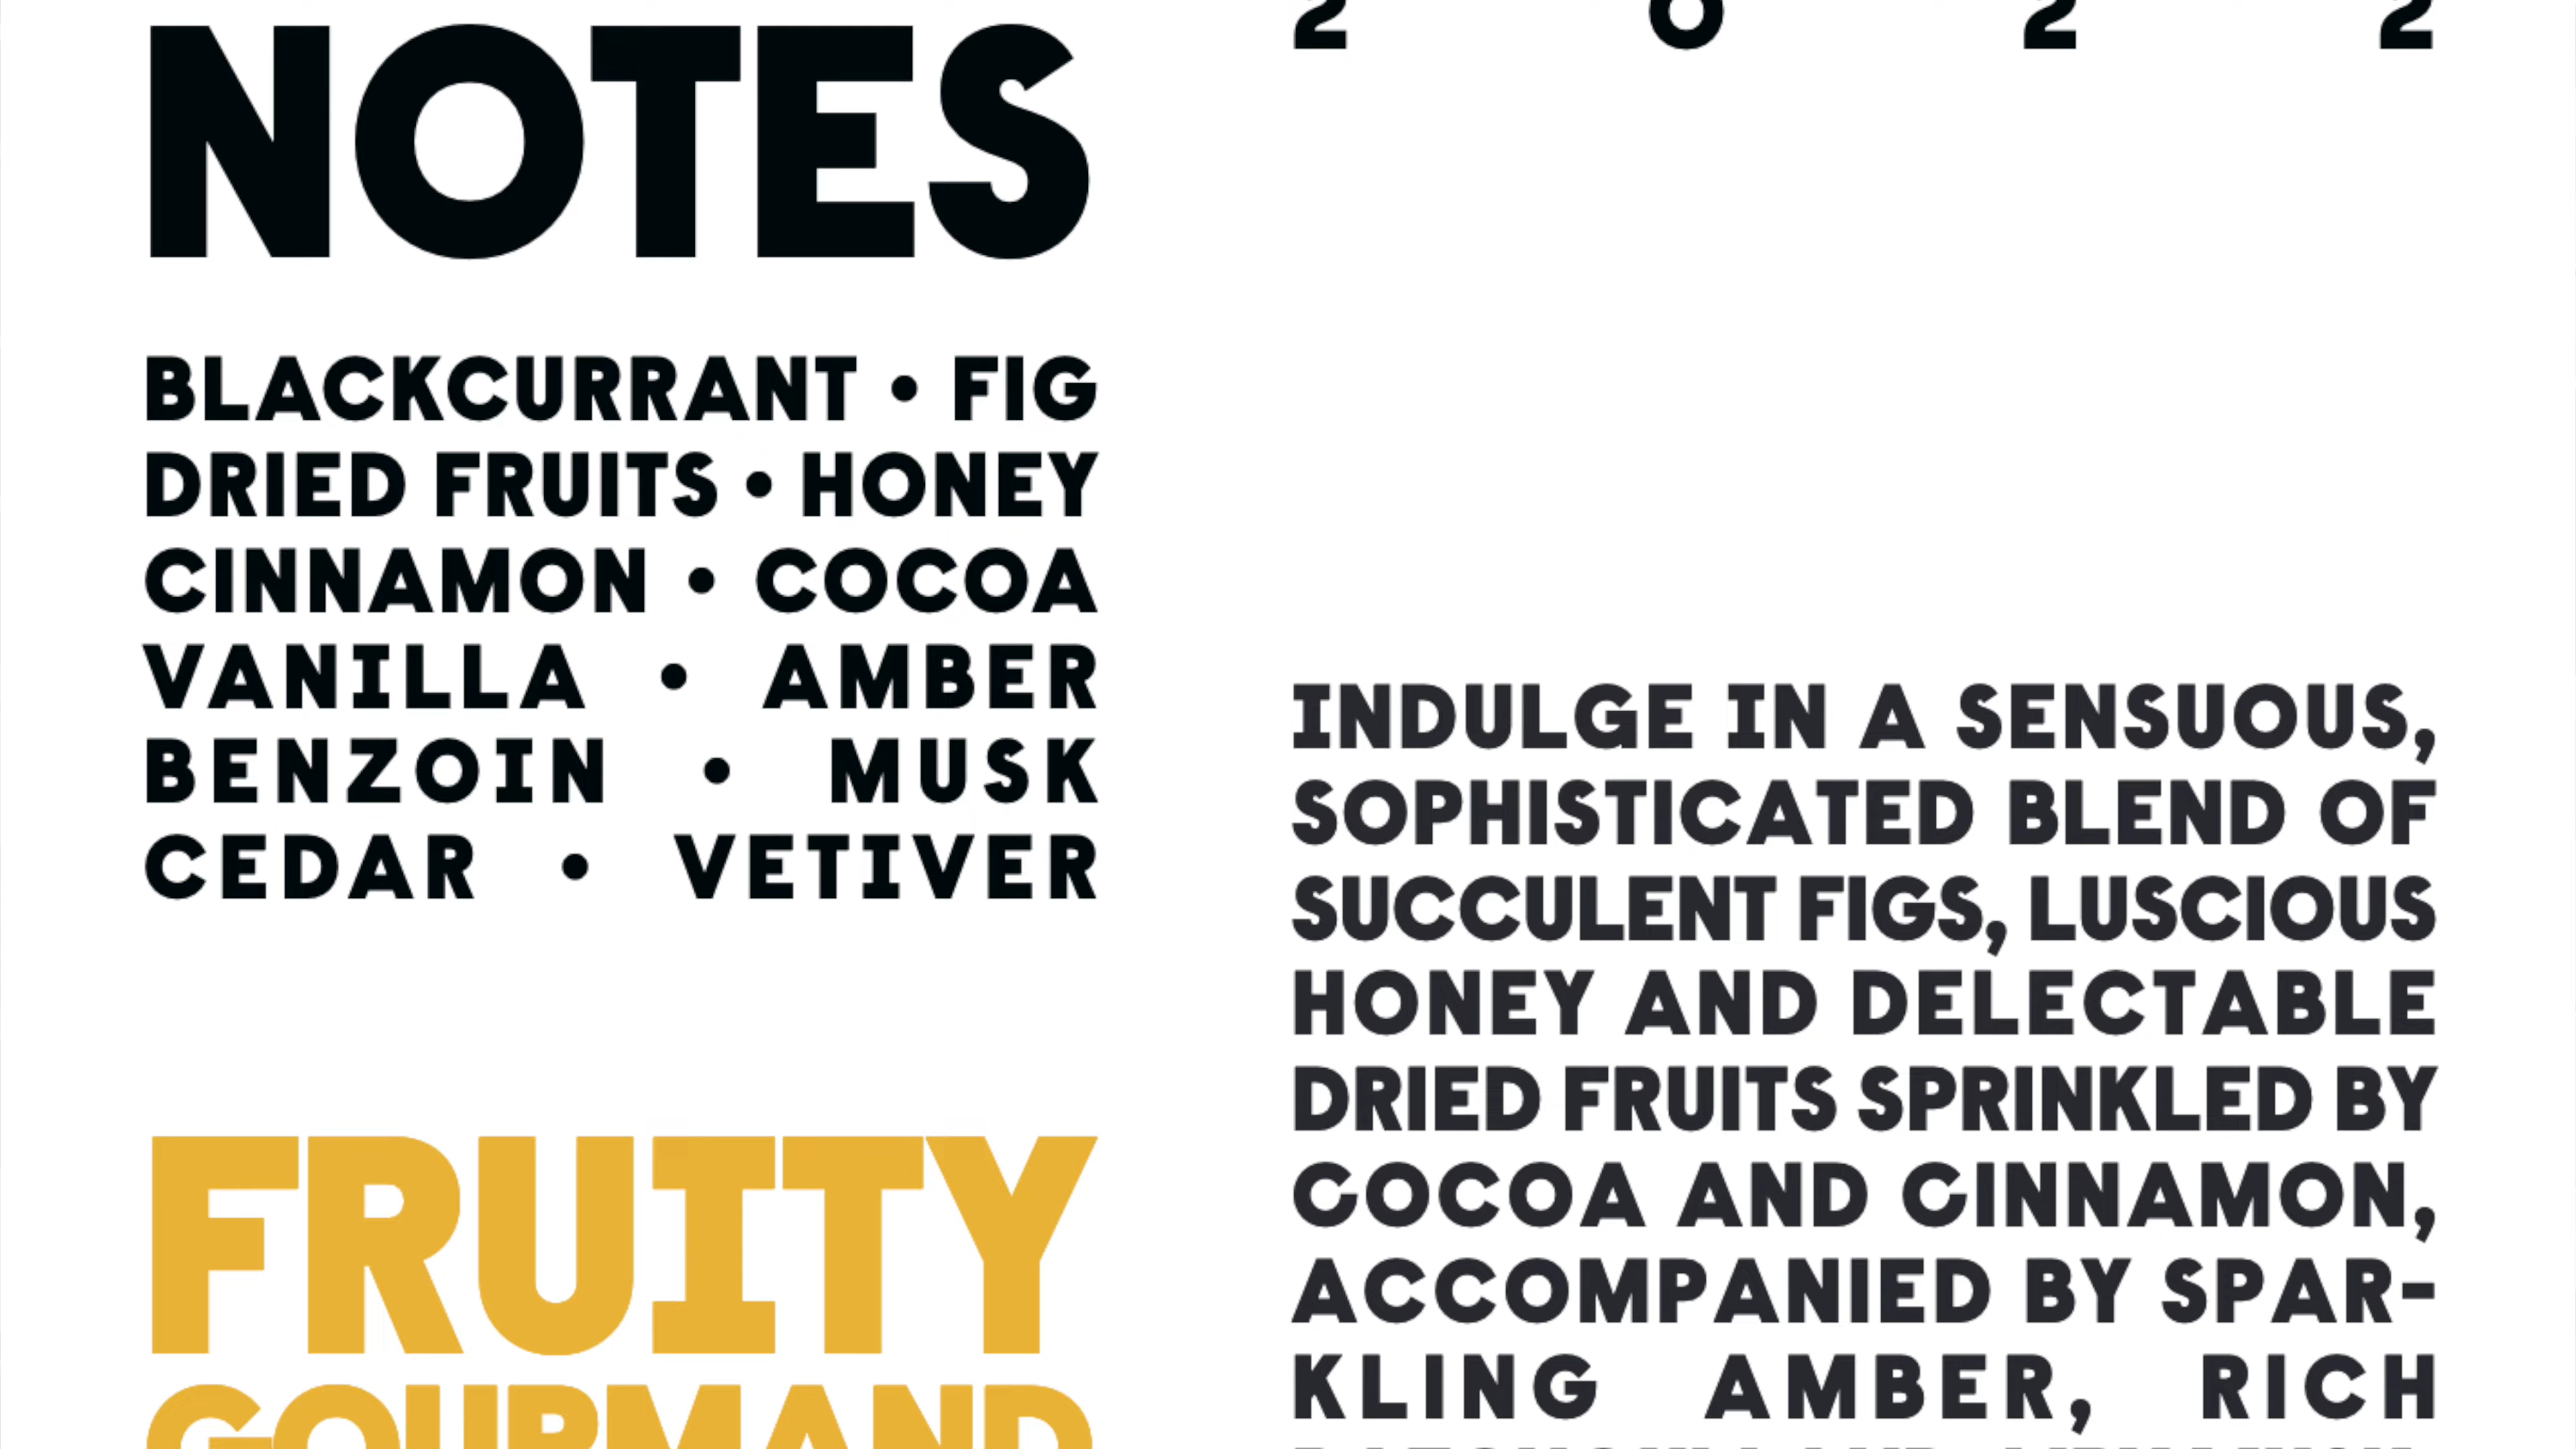 NOTES
BLACKCURRANT • FIG
DRIED FRUITS • HONEY
CINNAMON • COCOA
VANILLA • AMBER
BENZOIN • MUSK
CEDAR • VETIVER
FRUITY
GOURMAND
2 0 2 2
INDULGE IN A SENSUOUS,
SOPHISTICATED BLEND OF
SUCCULENT FIGS, LUSCIOUS
HONEY AND DELECTABLE
DRIED FRUITS SPRINKLED BY
COCOA AND CINNAMON,
ACCOMPANIED BY SPAR-
KLING AMBER, RICH